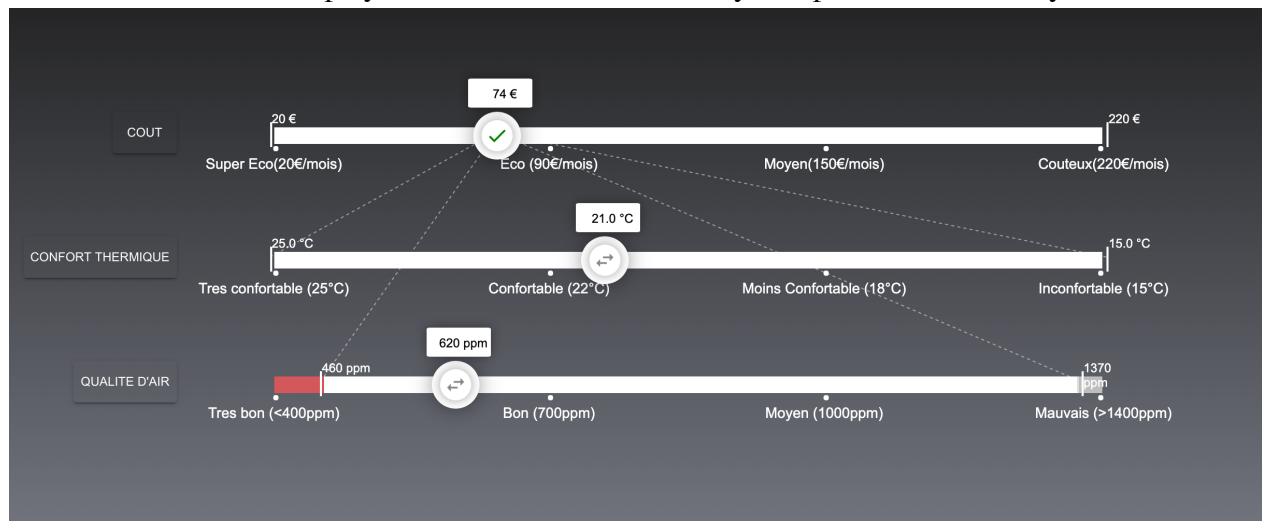 74 €
20 €
220 €
COUT
Super Eco(20€/mois)
Eco (90€/mois)
Moyen(150€/mois)
Couteux(220€/mois)
21.0 °C
25.0 °C
15.0 °C
CONFORT THERMIQUE
Tres confortable (25°C)
Confortable (22°C)
Moins Confortable (18°C)
Inconfortable (15°C)
620 ppm
460 ppm
1370
ppm
QUALITE D'AIR
Tres bon (<400ppm)
Bon (700ppm)
Moyen (1000ppm)
Mauvais (>1400ppm)